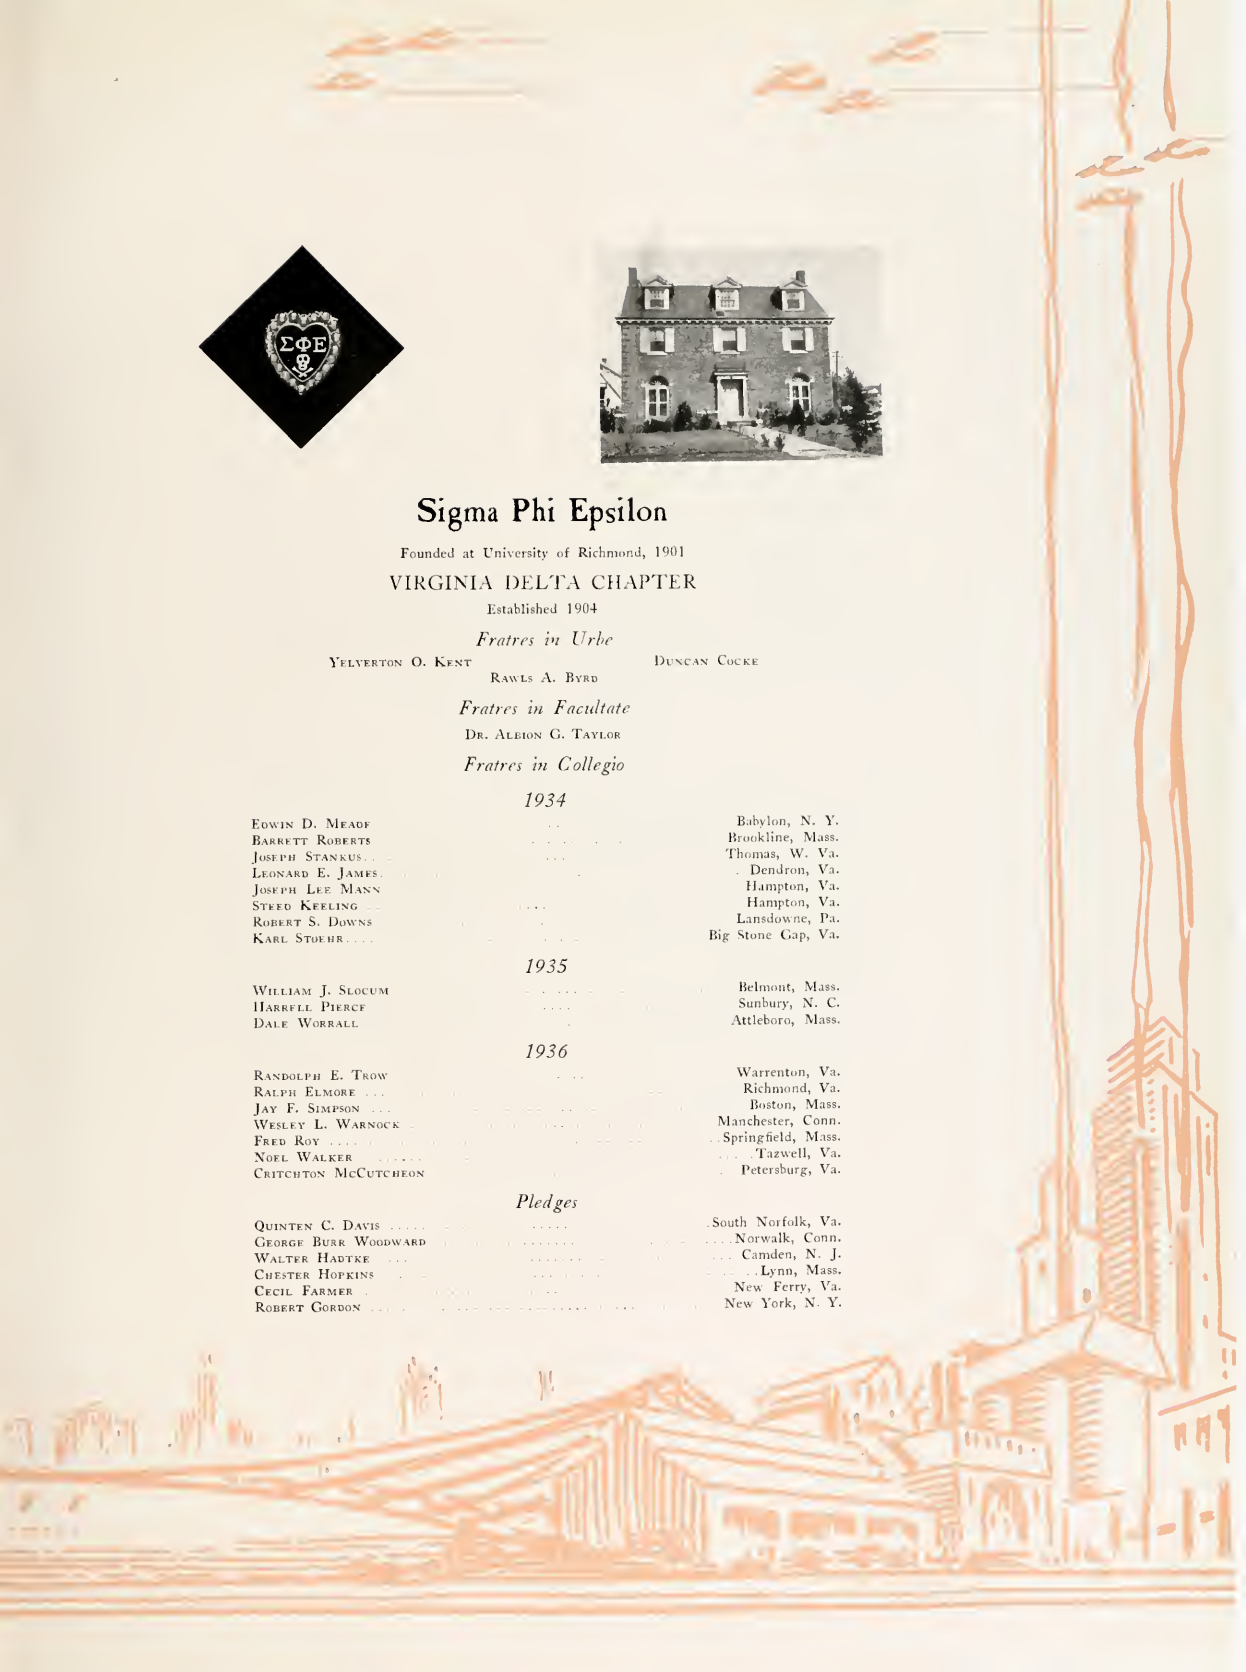 ΣΦΕ
Sigma Phi Epsilon
Founded at University of Richmond, 1901
VIRGINIA DELTA CHAPTER
Established 1904
Fratres in Urbe
YELVERTON O. KENT DUNCAN COCKE
RAWLS A. BYRD
Fratres in Facultate
DR. ALBION G. TAYLOR
Fratres in Collegio
1934
EDWIN D. MEADE Babylon, N. Y.
BARRETT ROBERTS Brookline, Mass.
JOSEPH STANKUS Thomas, W. Va.
LEONARD E. JAMES Dendron, Va.
JOSEPH LEE MANN Hampton, Va.
STEED KEELING Hampton, Va.
ROBERT S. DOWNS Lansdowne, Pa.
KARL STOEHR Big Stone Gap, Va.
1935
WILLIAM J. SLOCUM Belmont, Mass.
HARRELL PIERCE Sunbury, N. C.
DALE WORRALL Attleboro, Mass.
1936
RANDOLPH E. TROW Warrenton, Va.
RALPH ELMORE Richmond, Va.
JAY F. SIMPSON Boston, Mass.
WESLEY L. WARNOCK Manchester, Conn.
FRED ROY Springfield, Mass.
NOEL WALKER Tazwell, Va.
CRITCHTON MCCUTCHEON Petersburg, Va.
Pledges
QUINTEN C. DAVIS South Norfolk, Va.
GEORGE BURR WOODWARD Norwalk, Conn.
WALTER HADTKE Camden, N. J.
CHESTER HOPKINS Lynn, Mass.
CECIL FARMER New Ferry, Va.
ROBERT GORDON New York, N. Y.